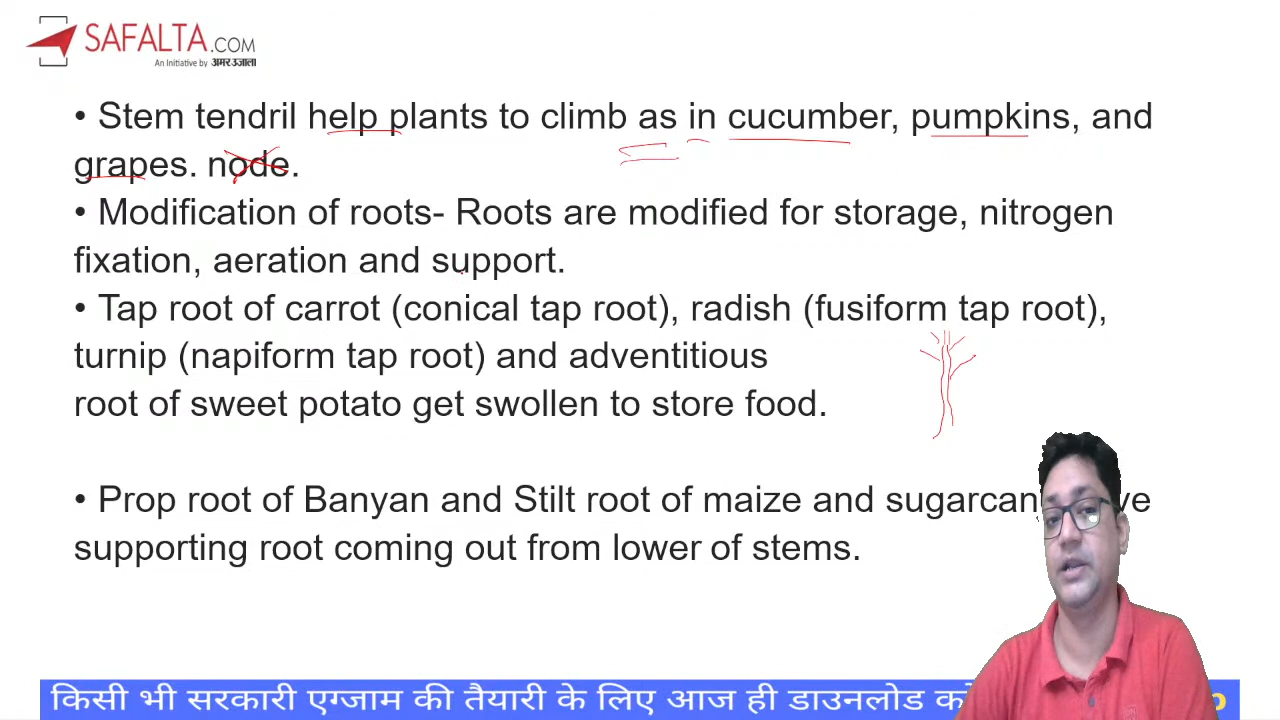 SAFALTA.COM
An Initiative by अमर उजाला
• Stem tendril help plants to climb as in cucumber, pumpkins, and
grapes. node.
• Modification of roots- Roots are modified for storage, nitrogen
fixation, aeration and support.
• Tap root of carrot (conical tap root), radish (fusiform tap root),
turnip (napiform tap root) and adventitious
root of sweet potato get swollen to store food.
• Prop root of Banyan and Stilt root of maize and
supporting root coming out from lower of stems.
किसी भी सरकारी एग्जाम की तैयारी के लिए आज ही डाउनलोड